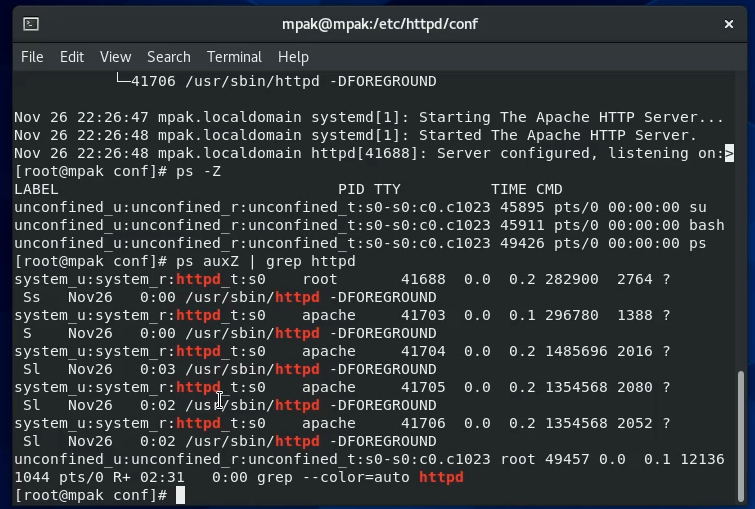 mpak@mpak:/etc/httpd/conf
File Edit View Search Terminal Help
└─41706 /usr/sbin/httpd -DFOREGROUND
Nov 26 22:26:47 mpak.localdomain systemd[1]: Starting The Apache HTTP Server...
Nov 26 22:26:48 mpak.localdomain systemd[1]: Started The Apache HTTP Server.
Nov 26 22:26:48 mpak.localdomain httpd[41688]: Server configured, listening on:>
[root@mpak conf]# ps -Z
LABEL                               PID TTY          TIME CMD
unconfined_u:unconfined_r:unconfined_t:s0-s0:c0.c1023 45895 pts/0 00:00:00 su
unconfined_u:unconfined_r:unconfined_t:s0-s0:c0.c1023 45911 pts/0 00:00:00 bash
unconfined_u:unconfined_r:unconfined_t:s0-s0:c0.c1023 49426 pts/0 00:00:00 ps
[root@mpak conf]# ps auxZ | grep httpd
system_u:system_r:httpd_t:s0    root       41688  0.0  0.2 282900  2764 ?
 Ss   Nov26   0:00 /usr/sbin/httpd -DFOREGROUND
system_u:system_r:httpd_t:s0    apache     41703  0.0  0.1 296780  1388 ?
 S    Nov26   0:00 /usr/sbin/httpd -DFOREGROUND
system_u:system_r:httpd_t:s0    apache     41704  0.0  0.2 1485696 2016 ?
 Sl   Nov26   0:03 /usr/sbin/httpd -DFOREGROUND
system_u:system_r:httpd_t:s0    apache     41705  0.0  0.2 1354568 2080 ?
 Sl   Nov26   0:02 /usr/sbin/httpd -DFOREGROUND
system_u:system_r:httpd_t:s0    apache     41706  0.0  0.2 1354568 2052 ?
 Sl   Nov26   0:02 /usr/sbin/httpd -DFOREGROUND
unconfined_u:unconfined_r:unconfined_t:s0-s0:c0.c1023 root 49457 0.0  0.1 12136
1044 pts/0 R+ 02:31   0:00 grep --color=auto httpd
[root@mpak conf]#